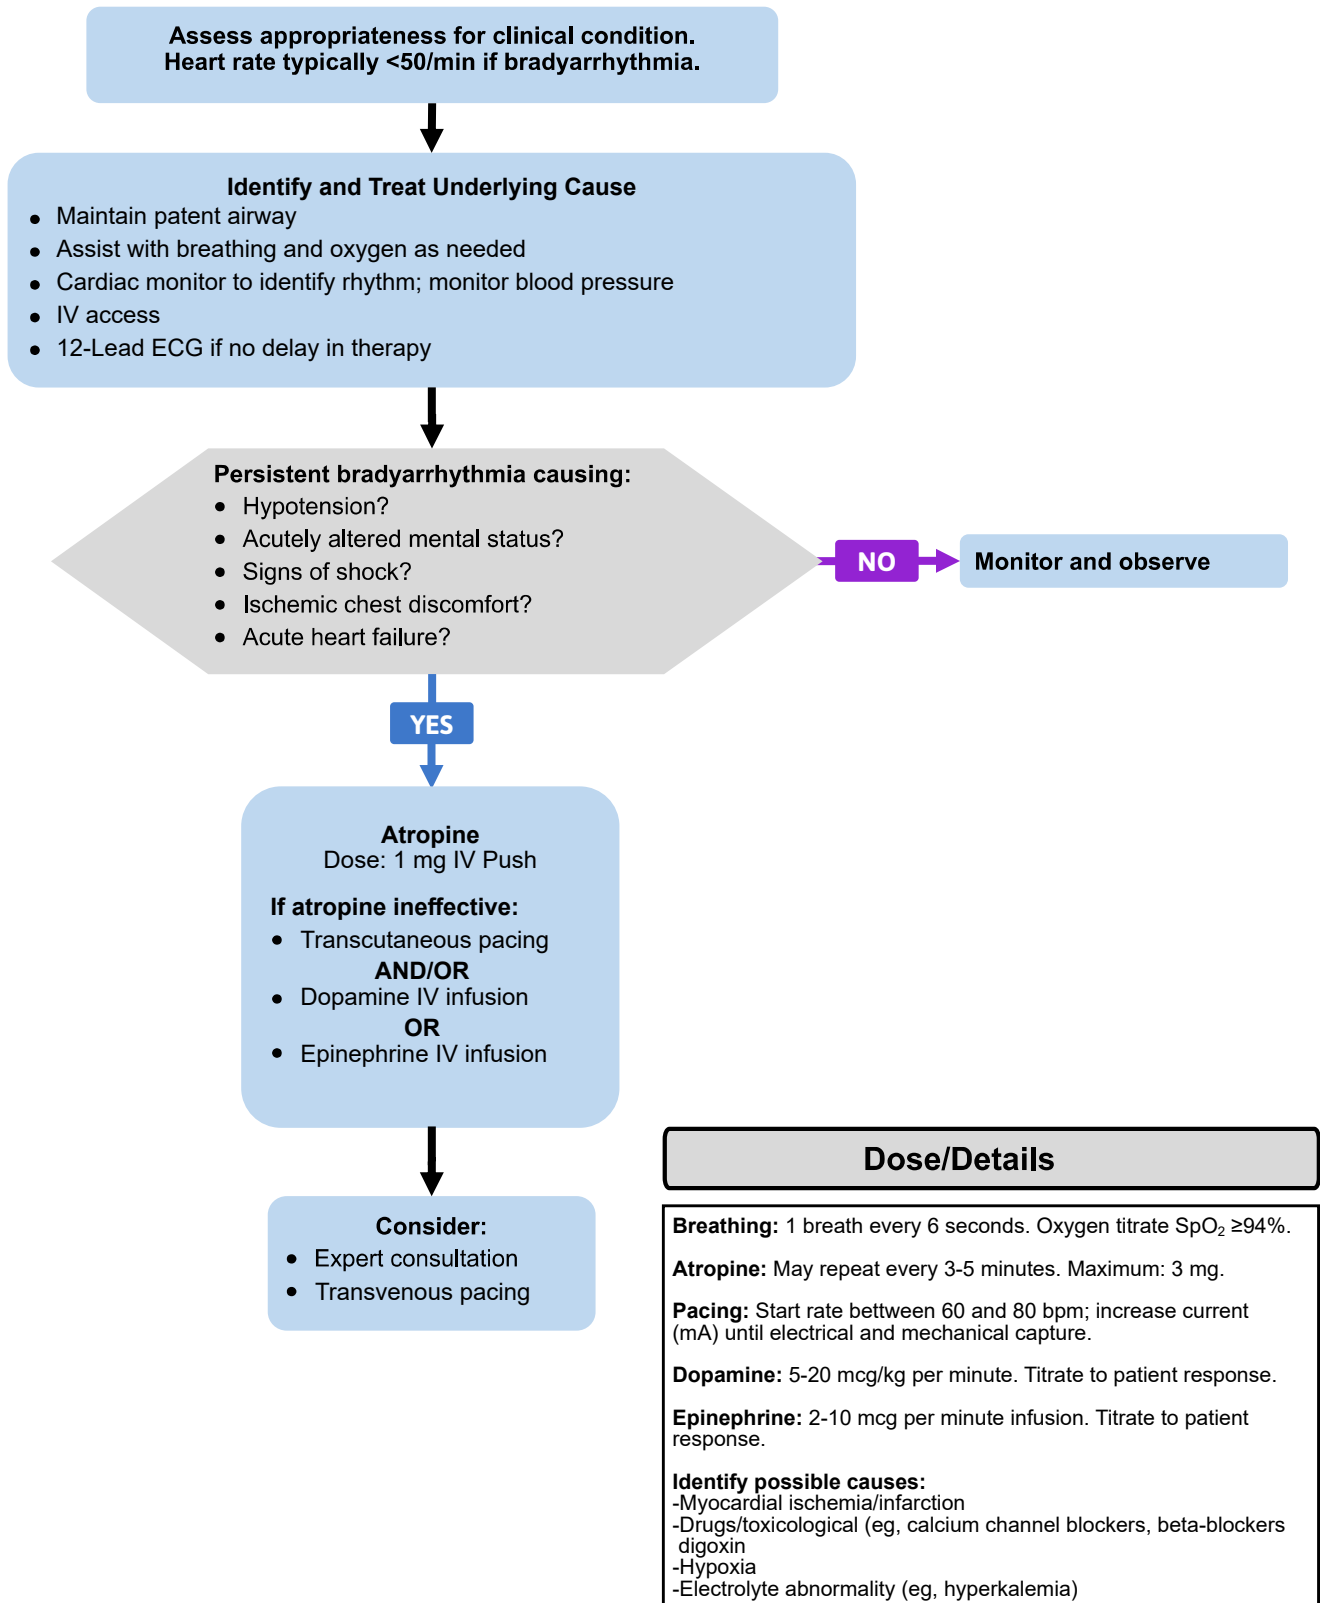 Assess appropriateness for clinical condition.
Heart rate typically <50/min if bradyarrhythmia.
Identify and Treat Underlying Cause
• Maintain patent airway
• Assist with breathing and oxygen as needed
• Cardiac monitor to identify rhythm; monitor blood pressure
• IV access
• 12-Lead ECG if no delay in therapy
Persistent bradyarrhythmia causing:
• Hypotension?
• Acutely altered mental status?
• Signs of shock?
• Ischemic chest discomfort?
• Acute heart failure?
NO
Monitor and observe
YES
Atropine
Dose: 1 mg IV Push
If atropine ineffective:
• Transcutaneous pacing
AND/OR
• Dopamine IV infusion
OR
• Epinephrine IV infusion
Consider:
• Expert consultation
• Transvenous pacing
Dose/Details
Breathing: 1 breath every 6 seconds. Oxygen titrate SpO₂ ≥94%.
Atropine: May repeat every 3-5 minutes. Maximum: 3 mg.
Pacing: Start rate bettween 60 and 80 bpm; increase current
(mA) until electrical and mechanical capture.
Dopamine: 5-20 mcg/kg per minute. Titrate to patient response.
Epinephrine: 2-10 mcg per minute infusion. Titrate to patient
response.
Identify possible causes:
-Myocardial ischemia/infarction
-Drugs/toxicological (eg, calcium channel blockers, beta-blockers
digoxin
-Hypoxia
-Electrolyte abnormality (eg, hyperkalemia)